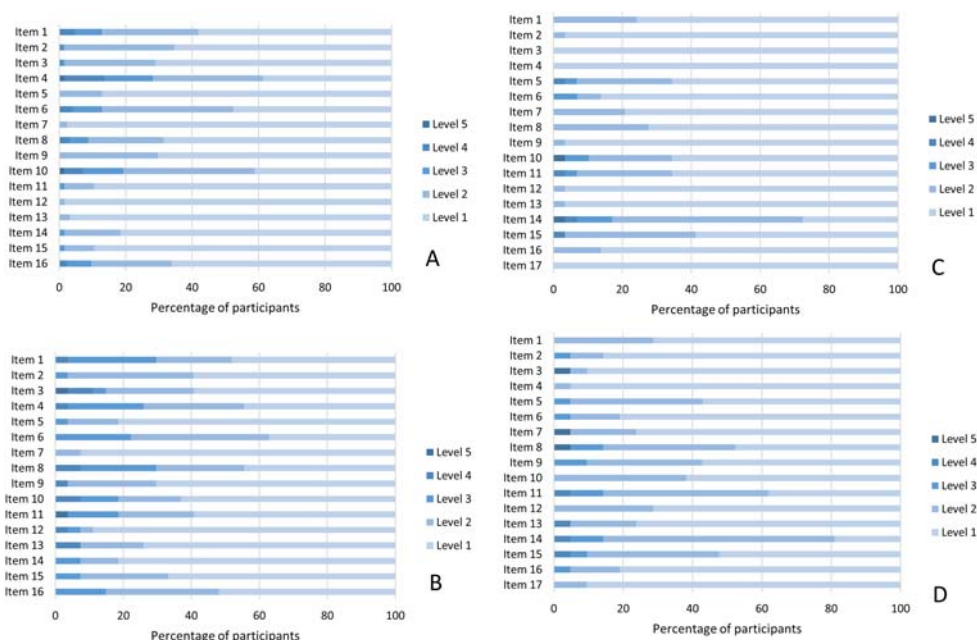 Item 1
Item 2
Item 3
Item 4
Item 5
Item 6
Item 7
Item 8
Item 9
Item 10
Item 11
Item 12
Item 13
Item 14
Item 15
Item 16
0 20 40 60 80 100
Percentage of participants
Level 5
Level 4
Level 3
Level 2
Level 1
A
Item 1
Item 2
Item 3
Item 4
Item 5
Item 6
Item 7
Item 8
Item 9
Item 10
Item 11
Item 12
Item 13
Item 14
Item 15
Item 16
Item 17
0 20 40 60 80 100
Percentage of participants
Level 5
Level 4
Level 3
Level 2
Level 1
C
Item 1
Item 2
Item 3
Item 4
Item 5
Item 6
Item 7
Item 8
Item 9
Item 10
Item 11
Item 12
Item 13
Item 14
Item 15
Item 16
0 20 40 60 80 100
Percentage of participants
Level 5
Level 4
Level 3
Level 2
Level 1
B
Item 1
Item 2
Item 3
Item 4
Item 5
Item 6
Item 7
Item 8
Item 9
Item 10
Item 11
Item 12
Item 13
Item 14
Item 15
Item 16
Item 17
0 20 40 60 80 100
Percentage of participants
Level 5
Level 4
Level 3
Level 2
Level 1
D